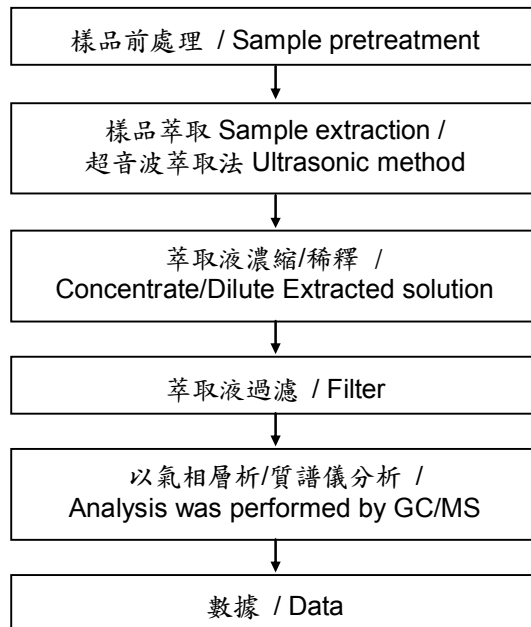 樣品前處理 / Sample pretreatment
樣品萃取 Sample extraction /
超音波萃取法 Ultrasonic method
萃取液濃縮/稀釋 /
Concentrate/Dilute Extracted solution
萃取液過濾 / Filter
以氣相層析/質譜儀分析 /
Analysis was performed by GC/MS
數據 / Data